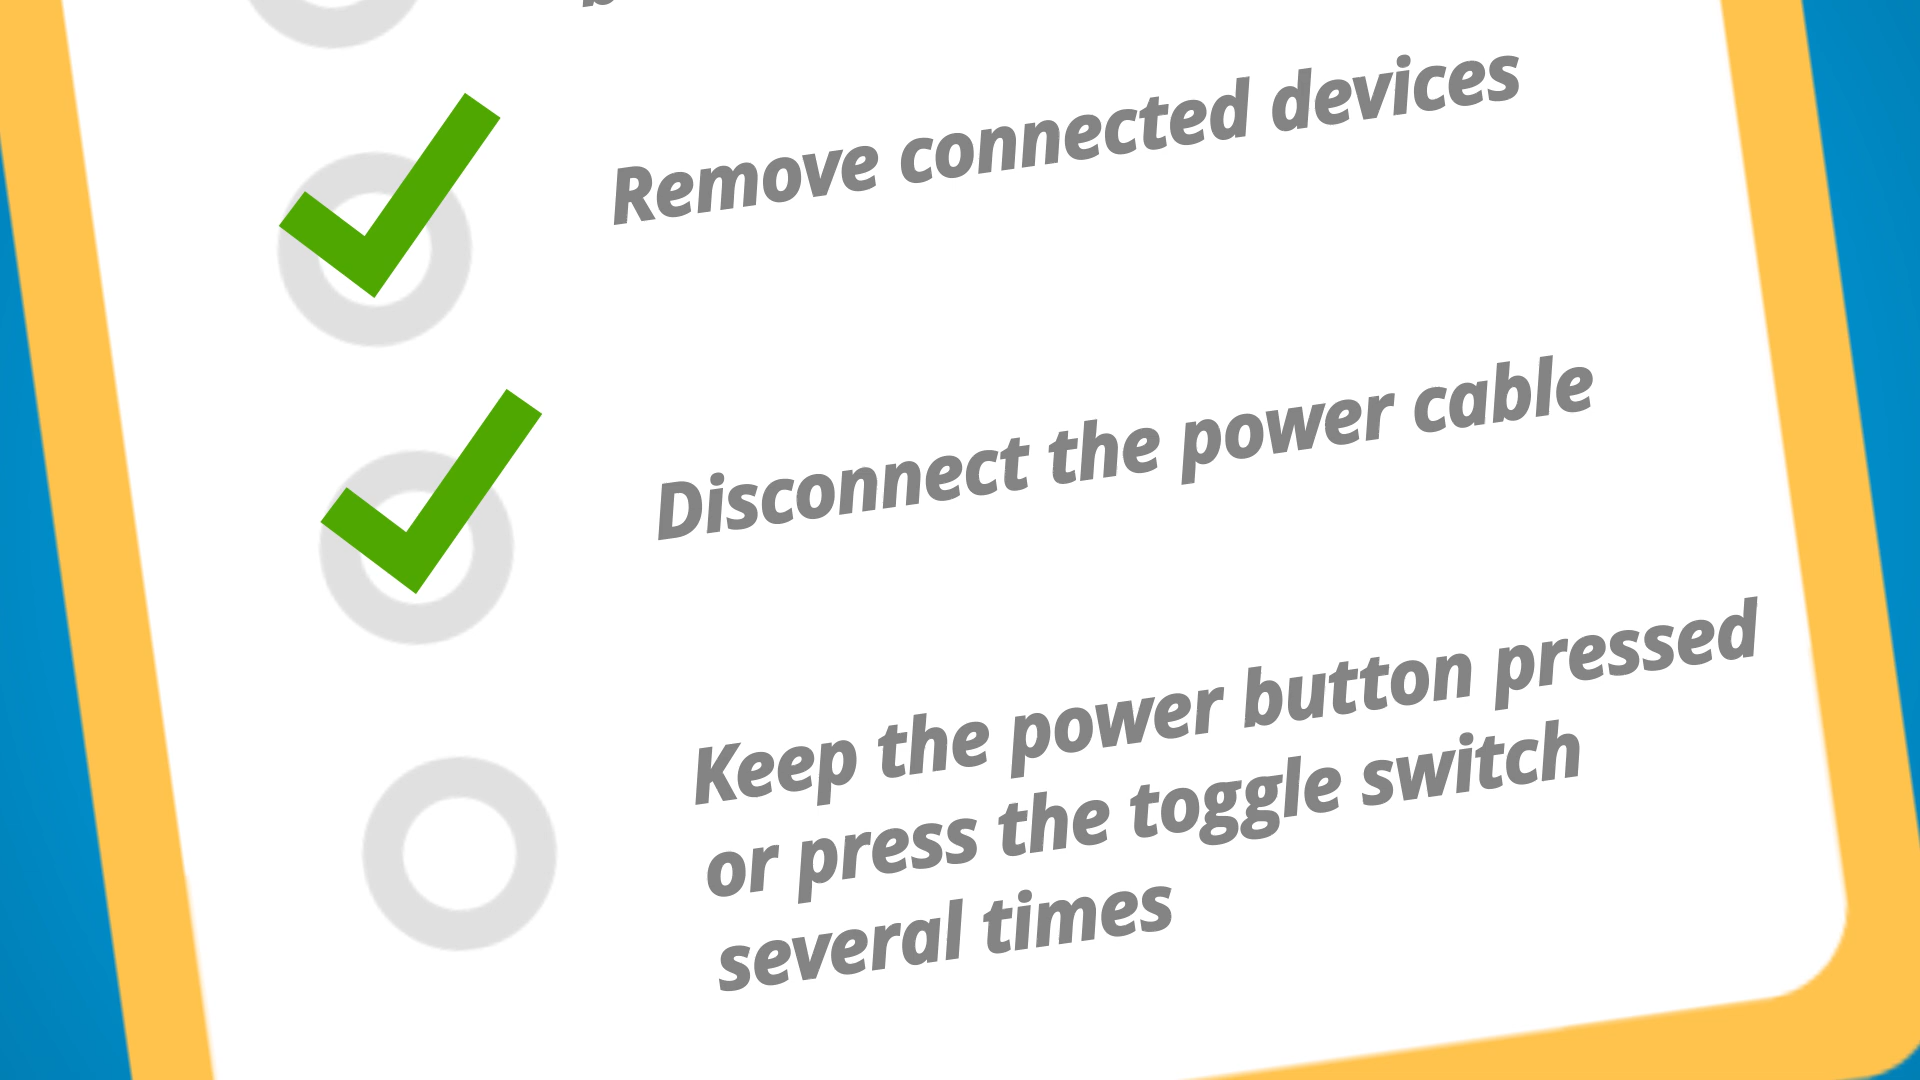 Remove connected devices
Disconnect the power cable
Keep the power button pressed
or press the toggle switch
several times